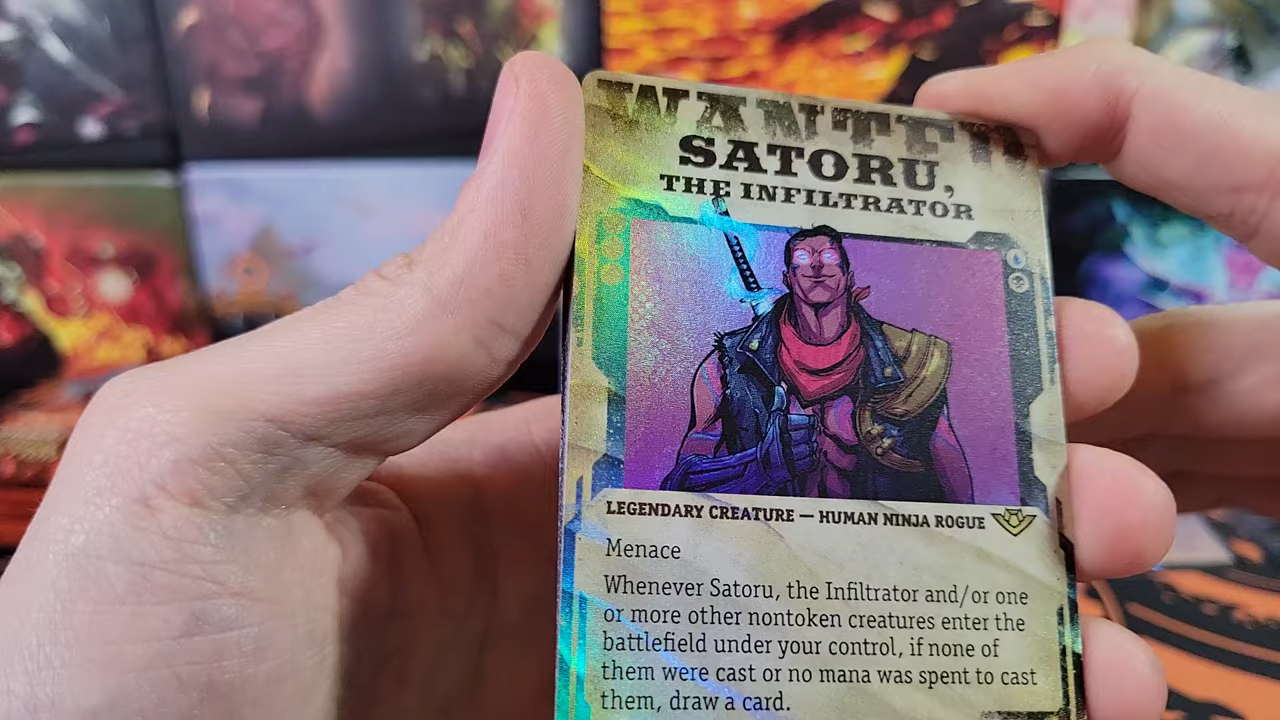 WANTED
SATORU,
THE INFILTRATOR
LEGENDARY CREATURE — HUMAN NINJA ROGUE
Menace
Whenever Satoru, the Infiltrator and/or one
or more other nontoken creatures enter the
battlefield under your control, if none of
them were cast or no mana was spent to cast
them, draw a card.